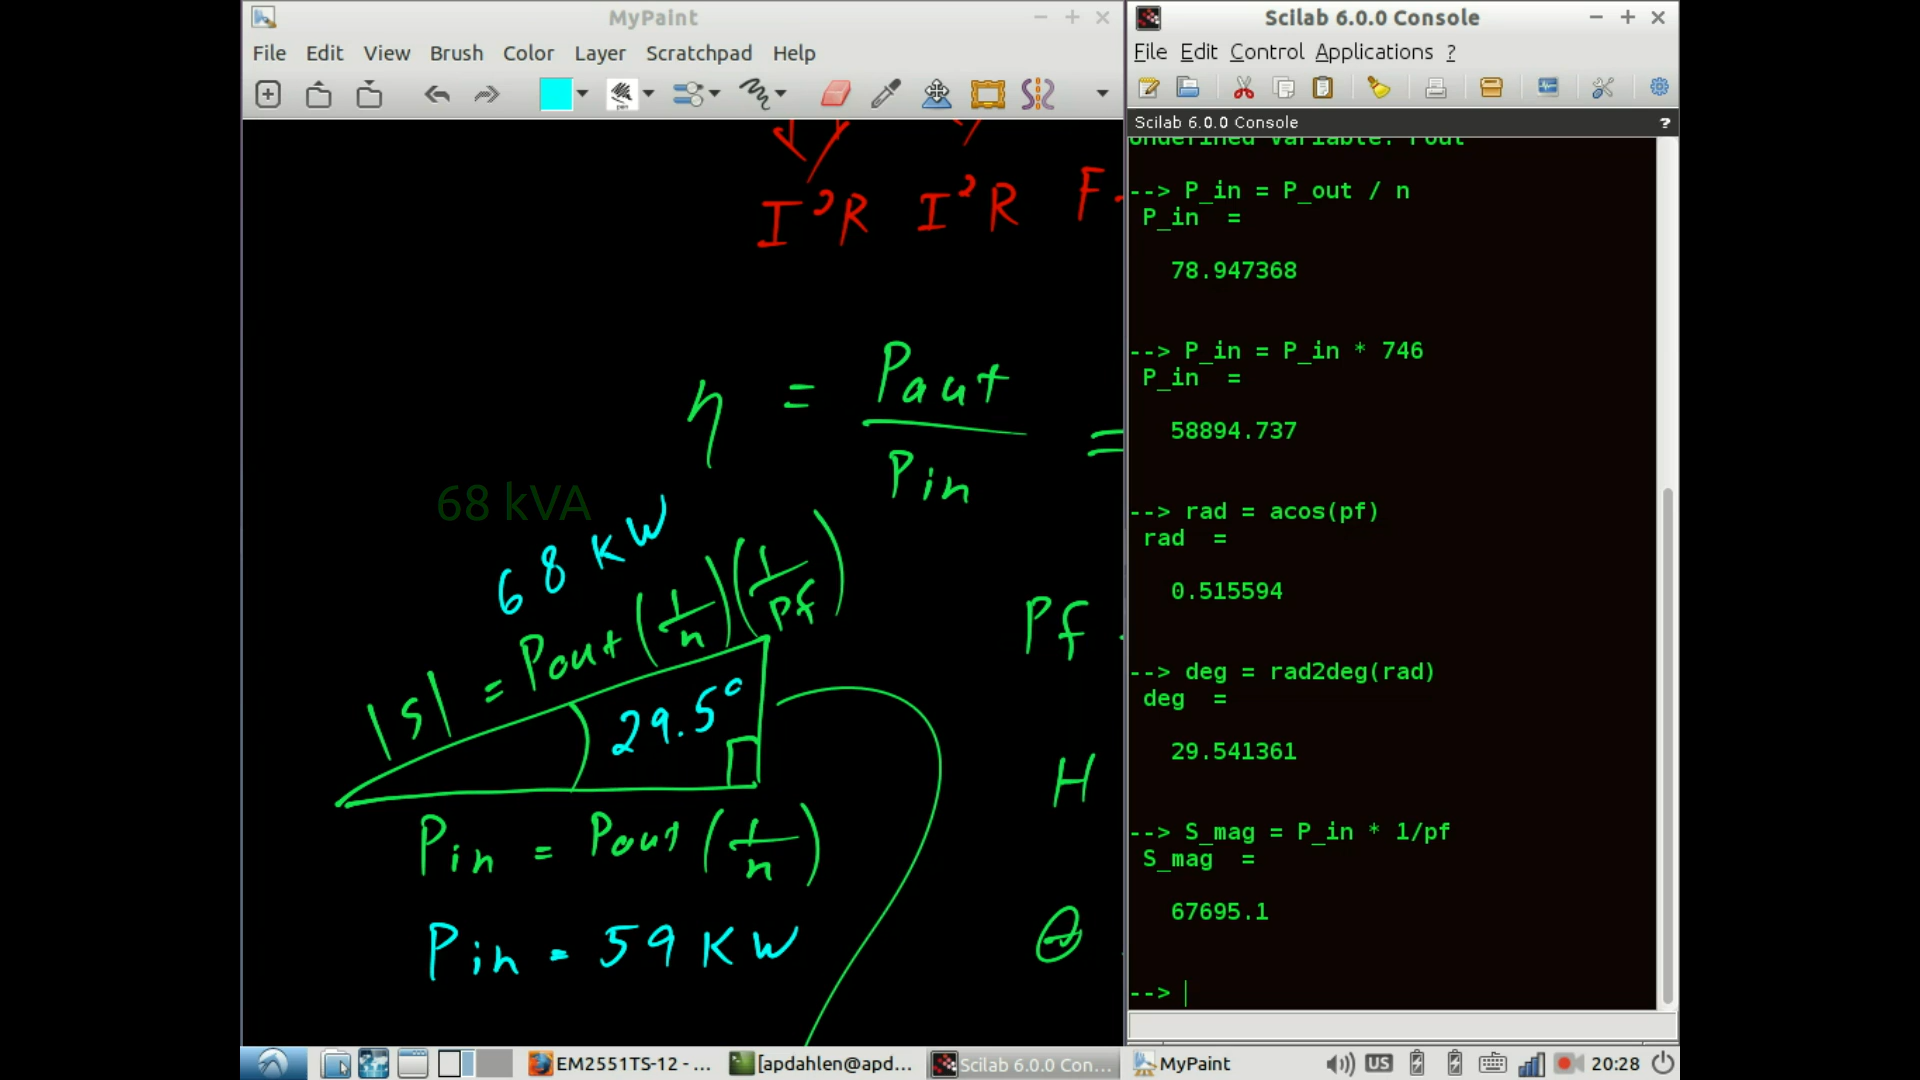 MyPaint
File Edit View Brush Color Layer Scratchpad Help
I²R I²R F
η = Pout / Pin =
68 kVA
68 KW
|S| = Pout (1/n)(1/pf)
Pf
29.5°
H
Pin = Pout (1/n)
Pin = 59 KW
θ
Scilab 6.0.0 Console
File Edit Control Applications ?
Scilab 6.0.0 Console ?
Undefined variable: Pout
--> P_in = P_out / n
P_in =
78.947368
--> P_in = P_in * 746
P_in =
58894.737
--> rad = acos(pf)
rad =
0.515594
--> deg = rad2deg(rad)
deg =
29.541361
--> S_mag = P_in * 1/pf
S_mag =
67695.1
-->
EM2551TS-12 - ... [apdahlen@apd... Scilab 6.0.0 Con... MyPaint US 20:28